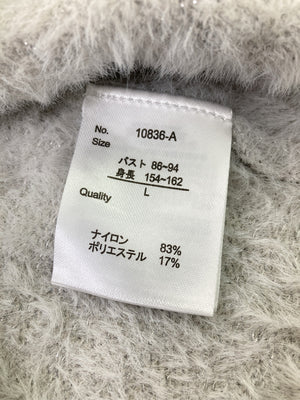 No. 10836-A
Size
バスト 86~94
身長 154~162
L
Quality
ナイロン 83%
ポリエステル 17%